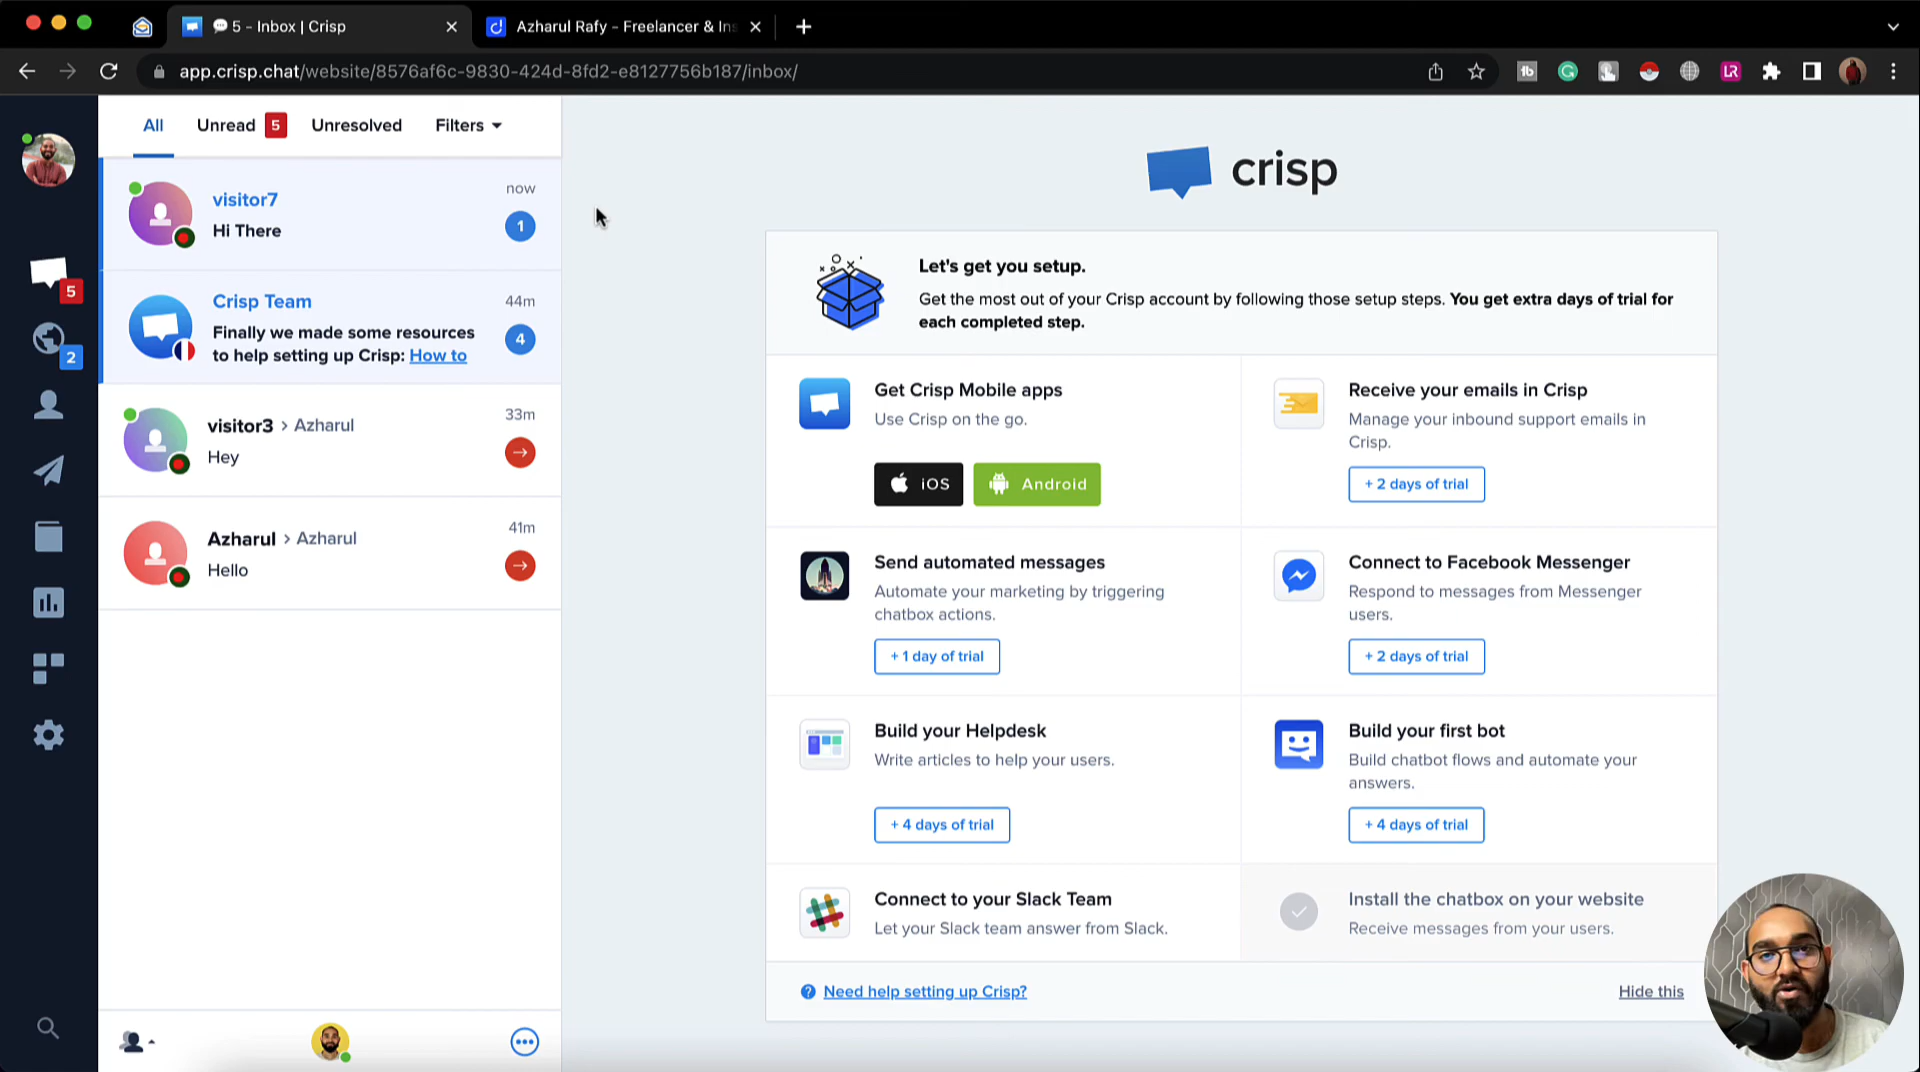 5 - Inbox | Crisp
Azharul Rafy - Freelancer & Ins
app.crisp.chat/website/8576af6c-9830-424d-8fd2-e8127756b187/inbox/
tb
G
LR
All
Unread 5
Unresolved
Filters
visitor7
now
Hi There
1
5
Crisp Team
44m
Finally we made some resources
to help setting up Crisp: How to
4
2
visitor3 > Azharul
33m
Hey
Azharul > Azharul
41m
Hello
crisp
Let's get you setup.
Get the most out of your Crisp account by following those setup steps. You get extra days of trial for
each completed step.
Get Crisp Mobile apps
Use Crisp on the go.
iOS
Android
Receive your emails in Crisp
Manage your inbound support emails in
Crisp.
+ 2 days of trial
Send automated messages
Automate your marketing by triggering
chatbox actions.
+ 1 day of trial
Connect to Facebook Messenger
Respond to messages from Messenger
users.
+ 2 days of trial
Build your Helpdesk
Write articles to help your users.
+ 4 days of trial
Build your first bot
Build chatbot flows and automate your
answers.
+ 4 days of trial
Connect to your Slack Team
Let your Slack team answer from Slack.
Install the chatbox on your website
Receive messages from your users.
? Need help setting up Crisp?
Hide this